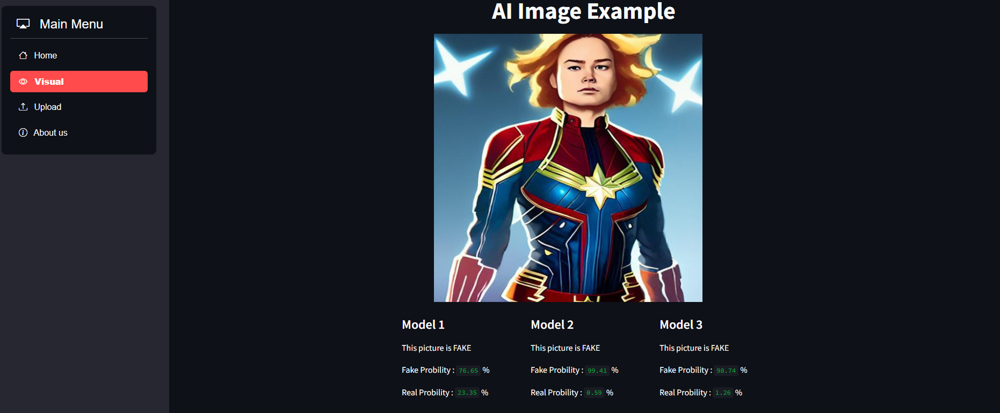 Main Menu
Home
Visual
Upload
About us
AI Image Example
Model 1
This picture is FAKE
Fake Probility : 76.65 %
Real Probility : 23.35 %
Model 2
This picture is FAKE
Fake Probility : 99.41 %
Real Probility : 0.59 %
Model 3
This picture is FAKE
Fake Probility : 98.74 %
Real Probility : 1.26 %